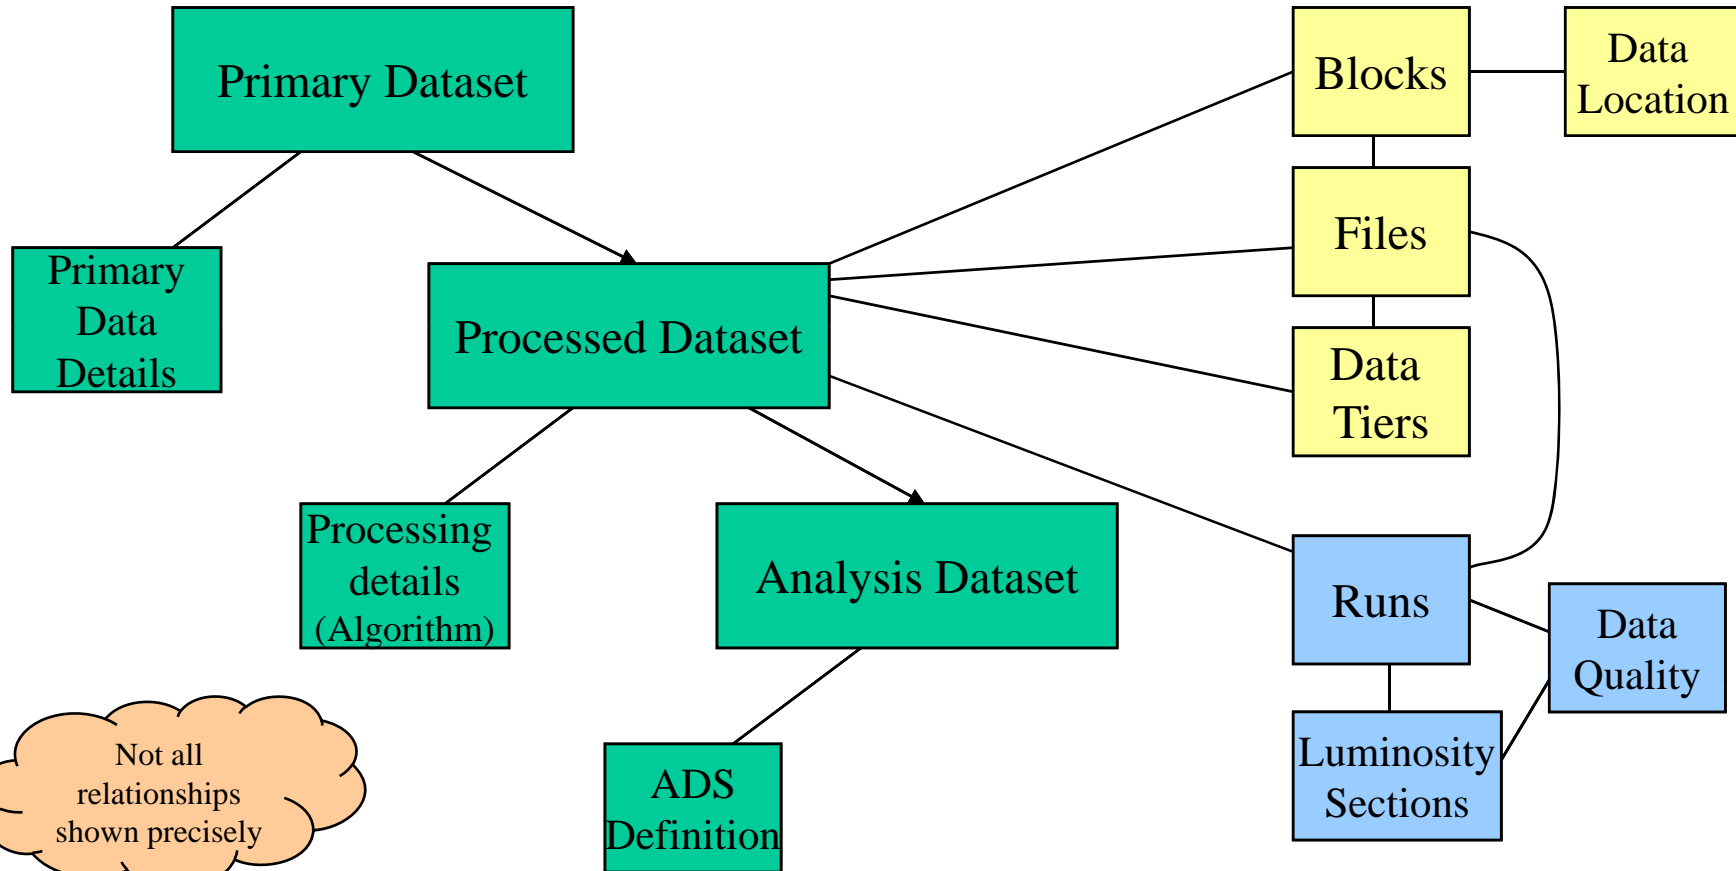 Primary Dataset
Primary
Data
Details
Processed Dataset
Processing
details
(Algorithm)
Analysis Dataset
ADS
Definition
Not all
relationships
shown precisely
Blocks
Data
Location
Files
Data
Tiers
Runs
Data
Quality
Luminosity
Sections